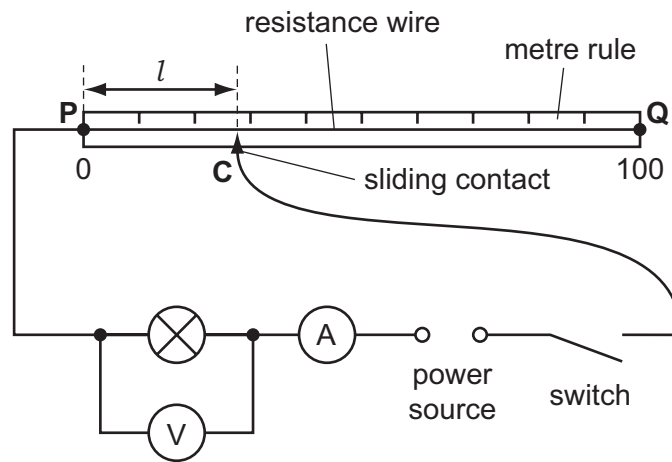 resistance wire
l
metre rule
P
Q
0
C
sliding contact
100
A
power
source
switch
V